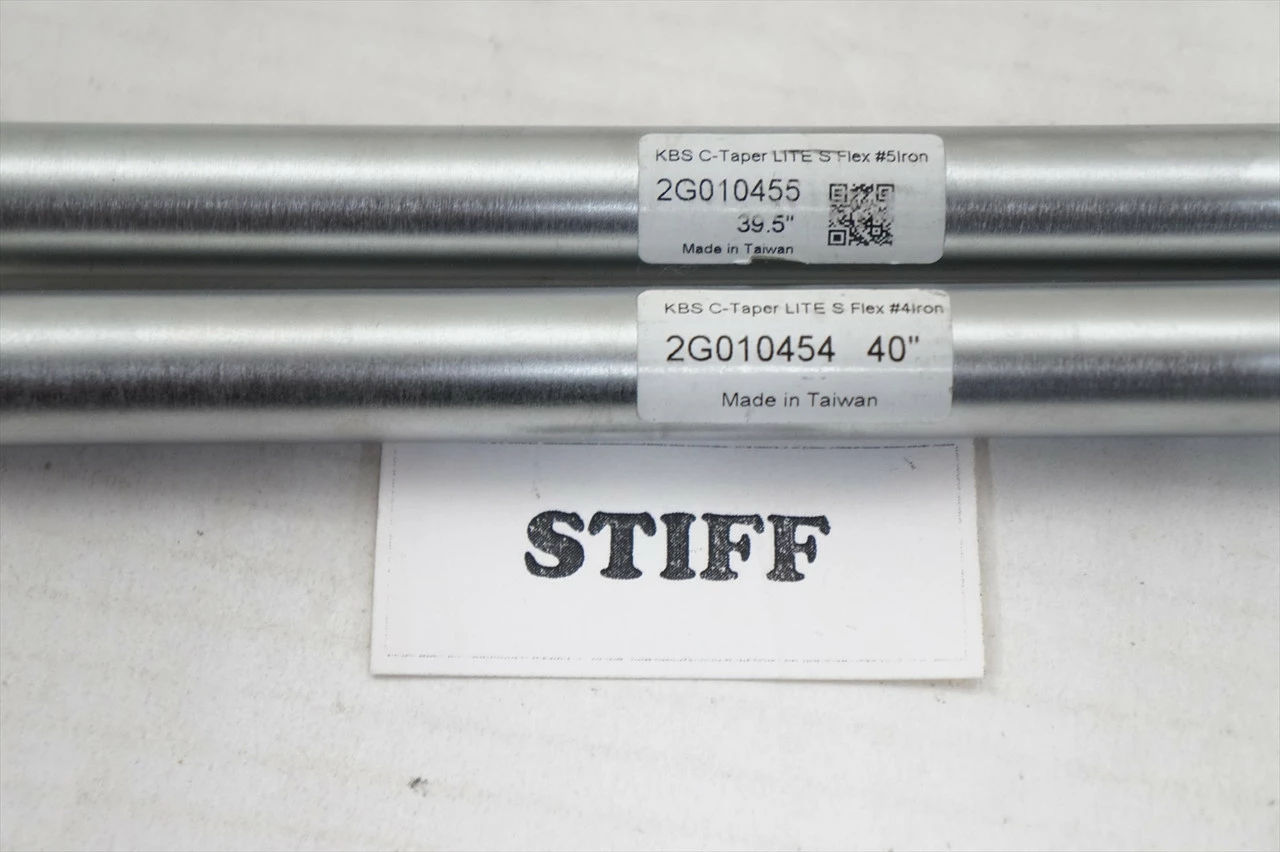 KBS C-Taper LITE S Flex #5Iron
2G010455
39.5"
Made in Taiwan
KBS C-Taper LITE S Flex #4Iron
2G010454 40"
Made in Taiwan
STIFF